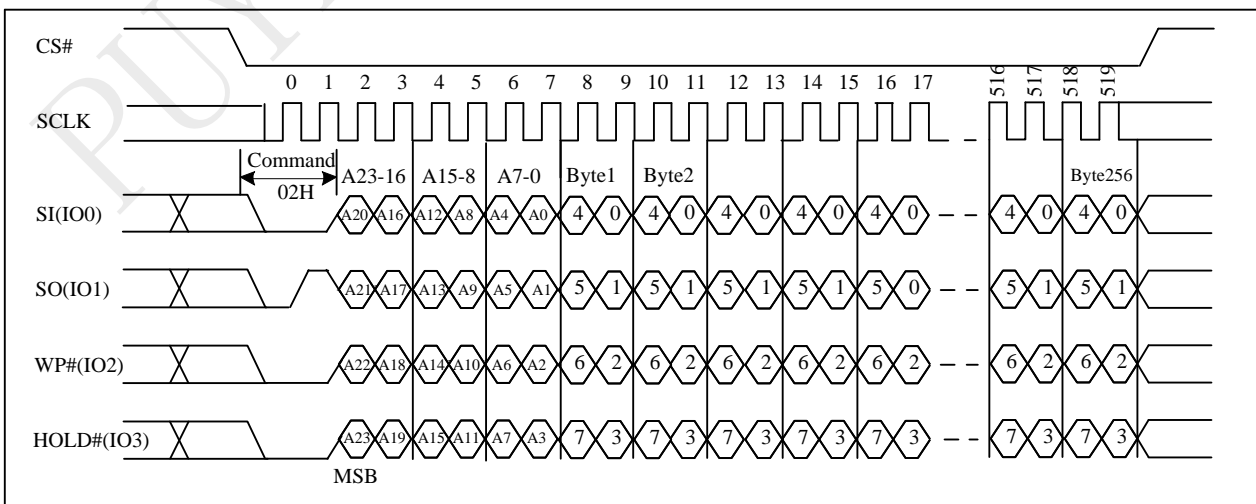 PUY
CS#
0 1 2 3 4 5 6 7 8 9 10 11 12 13 14 15 16 17 516 517 518 519
SCLK
Command
02H
A23-16 A15-8 A7-0 Byte1 Byte2 Byte256
SI(IO0) A20 A16 A12 A8 A4 A0 4 0 4 0 4 0 4 0 4 0 4 0 4 0
SO(IO1) A21 A17 A13 A9 A5 A1 5 1 5 1 5 1 5 1 5 0 5 1 5 1
WP#(IO2) A22 A18 A14 A10 A6 A2 6 2 6 2 6 2 6 2 6 2 6 2 6 2
HOLD#(IO3) A23 A19 A15 A11 A7 A3 7 3 7 3 7 3 7 3 7 3 7 3 7 3
MSB